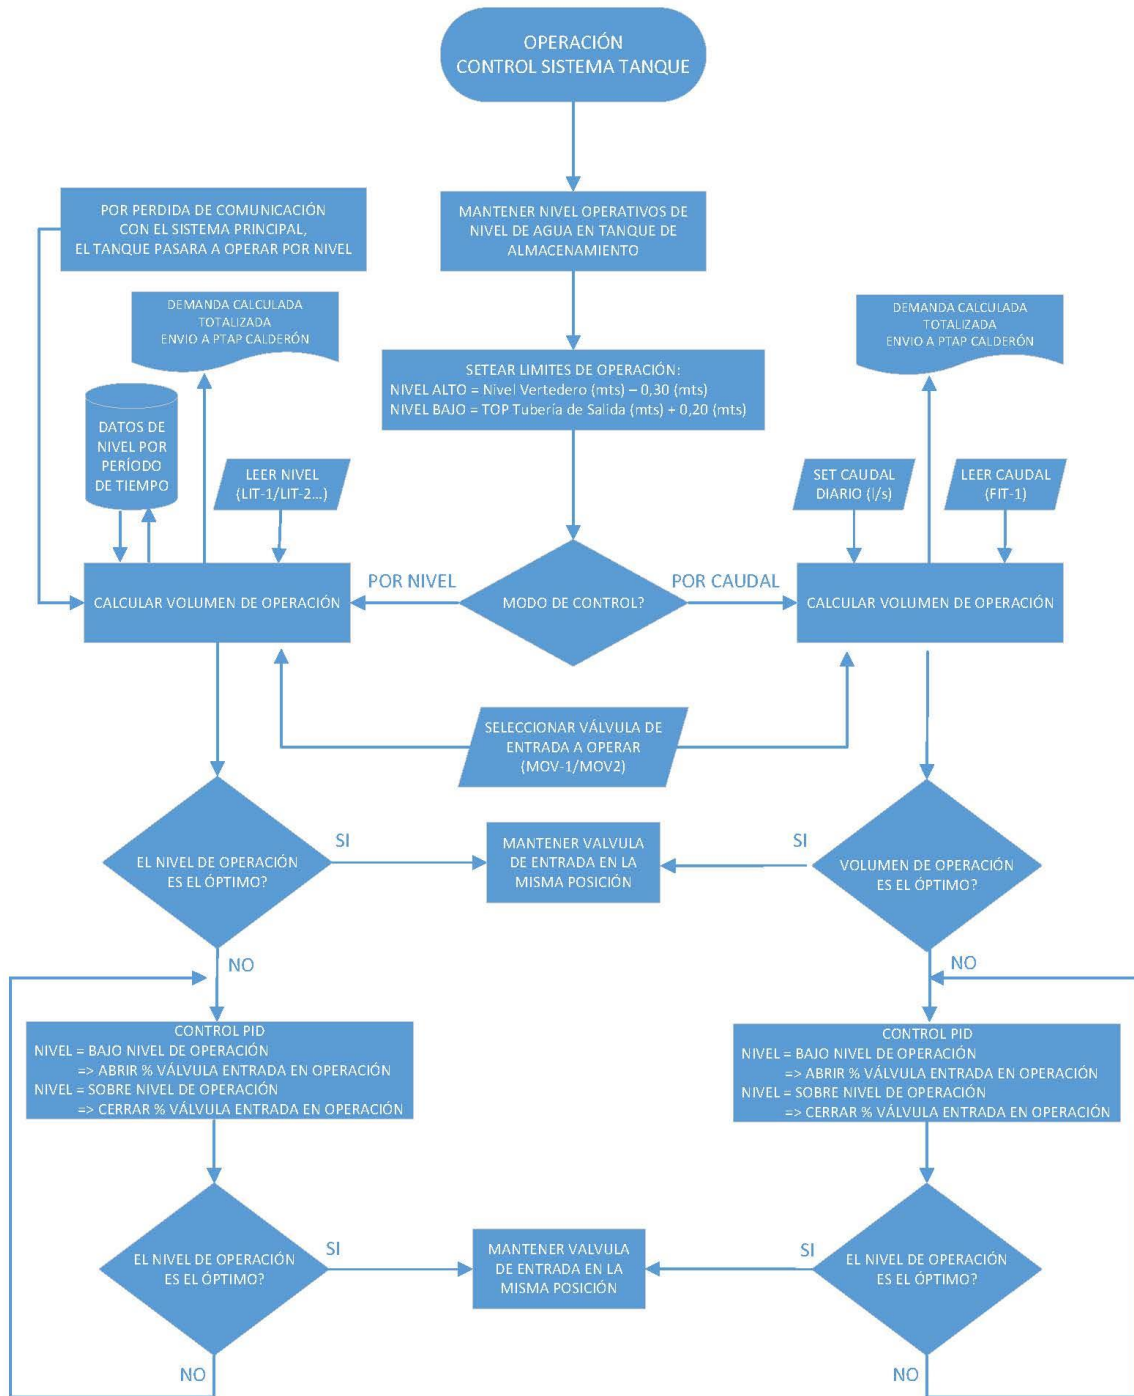 OPERACIÓN
CONTROL SISTEMA TANQUE
POR PERDIDA DE COMUNICACIÓN
CON EL SISTEMA PRINCIPAL,
EL TANQUE PASARA A OPERAR POR NIVEL
MANTENER NIVEL OPERATIVOS DE
NIVEL DE AGUA EN TANQUE DE
ALMACENAMIENTO
DEMANDA CALCULADA
TOTALIZADA
ENVIO A PTAP CALDERÓN
DEMANDA CALCULADA
TOTALIZADA
ENVIO A PTAP CALDERÓN
SETEAR LIMITES DE OPERACIÓN:
NIVEL ALTO = Nivel Vertedero (mts) – 0,30 (mts)
NIVEL BAJO = TOP Tubería de Salida (mts) + 0,20 (mts)
DATOS DE
NIVEL POR
PERÍODO
DE TIEMPO
LEER NIVEL
(LIT-1/LIT-2...)
SET CAUDAL
DIARIO (l/s)
LEER CAUDAL
(FIT-1)
CALCULAR VOLUMEN DE OPERACIÓN
POR NIVEL
MODO DE CONTROL?
POR CAUDAL
CALCULAR VOLUMEN DE OPERACIÓN
SELECCIONAR VÁLVULA DE
ENTRADA A OPERAR
(MOV-1/MOV2)
EL NIVEL DE OPERACIÓN
ES EL ÓPTIMO?
SI
MANTENER VALVULA
DE ENTRADA EN LA
MISMA POSICIÓN
SI
VOLUMEN DE OPERACIÓN
ES EL ÓPTIMO?
NO
NO
CONTROL PID
NIVEL = BAJO NIVEL DE OPERACIÓN
=> ABRIR % VÁLVULA ENTRADA EN OPERACIÓN
NIVEL = SOBRE NIVEL DE OPERACIÓN
=> CERRAR % VÁLVULA ENTRADA EN OPERACIÓN
CONTROL PID
NIVEL = BAJO NIVEL DE OPERACIÓN
=> ABRIR % VÁLVULA ENTRADA EN OPERACIÓN
NIVEL = SOBRE NIVEL DE OPERACIÓN
=> CERRAR % VÁLVULA ENTRADA EN OPERACIÓN
EL NIVEL DE OPERACIÓN
ES EL ÓPTIMO?
SI
MANTENER VALVULA
DE ENTRADA EN LA
MISMA POSICIÓN
SI
EL NIVEL DE OPERACIÓN
ES EL ÓPTIMO?
NO
NO